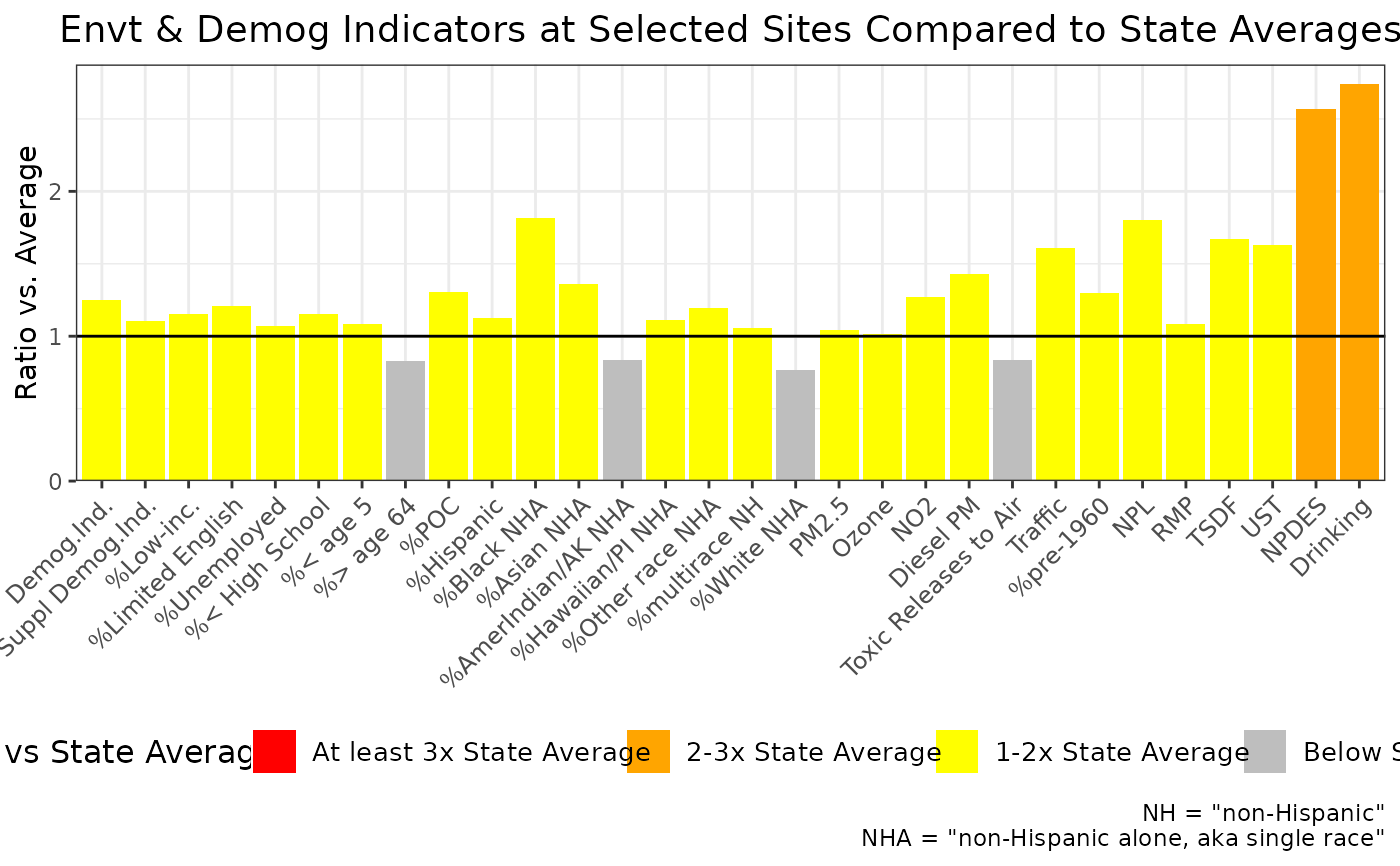 Envt & Demog Indicators at Selected Sites Compared to State Averages
Ratio vs. Average
2
1
0
Demog.Ind.
Suppl Demog.Ind.
%Low-inc.
%Limited English
%Unemployed
%< High School
%< age 5
%> age 64
%POC
%Hispanic
%Black NHA
%Asian NHA
%AmerIndian/AK NHA
%Hawaiian/PI NHA
%Other race NHA
%multirace NH
%White NHA
PM2.5
Ozone
NO2
Diesel PM
Toxic Releases to Air
Traffic
%pre-1960
NPL
RMP
TSDF
UST
NPDES
Drinking
vs State Averag
At least 3x State Average
2-3x State Average
1-2x State Average
Below S
NH = "non-Hispanic"
NHA = "non-Hispanic alone, aka single race"